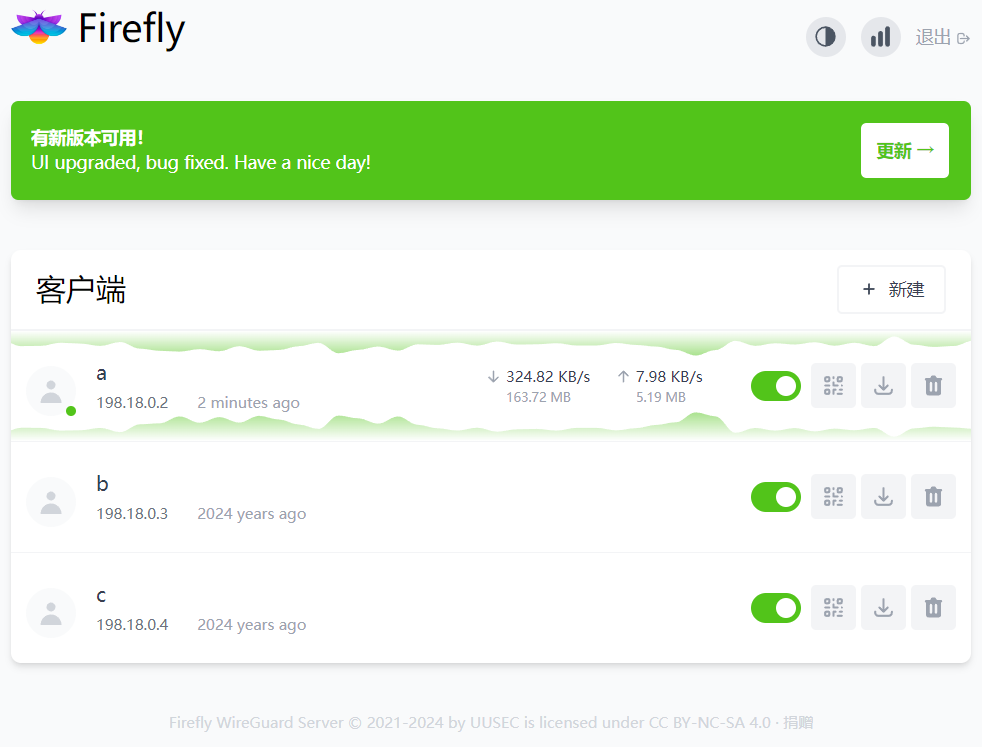 Firefly
退出
有新版本可用!
UI upgraded, bug fixed. Have a nice day!
更新 →
客户端
+ 新建
a
↓ 324.82 KB/s ↑ 7.98 KB/s
163.72 MB 5.19 MB
198.18.0.2 2 minutes ago
b
198.18.0.3 2024 years ago
c
198.18.0.4 2024 years ago
Firefly WireGuard Server © 2021-2024 by UUSEC is licensed under CC BY-NC-SA 4.0 · 捐赠